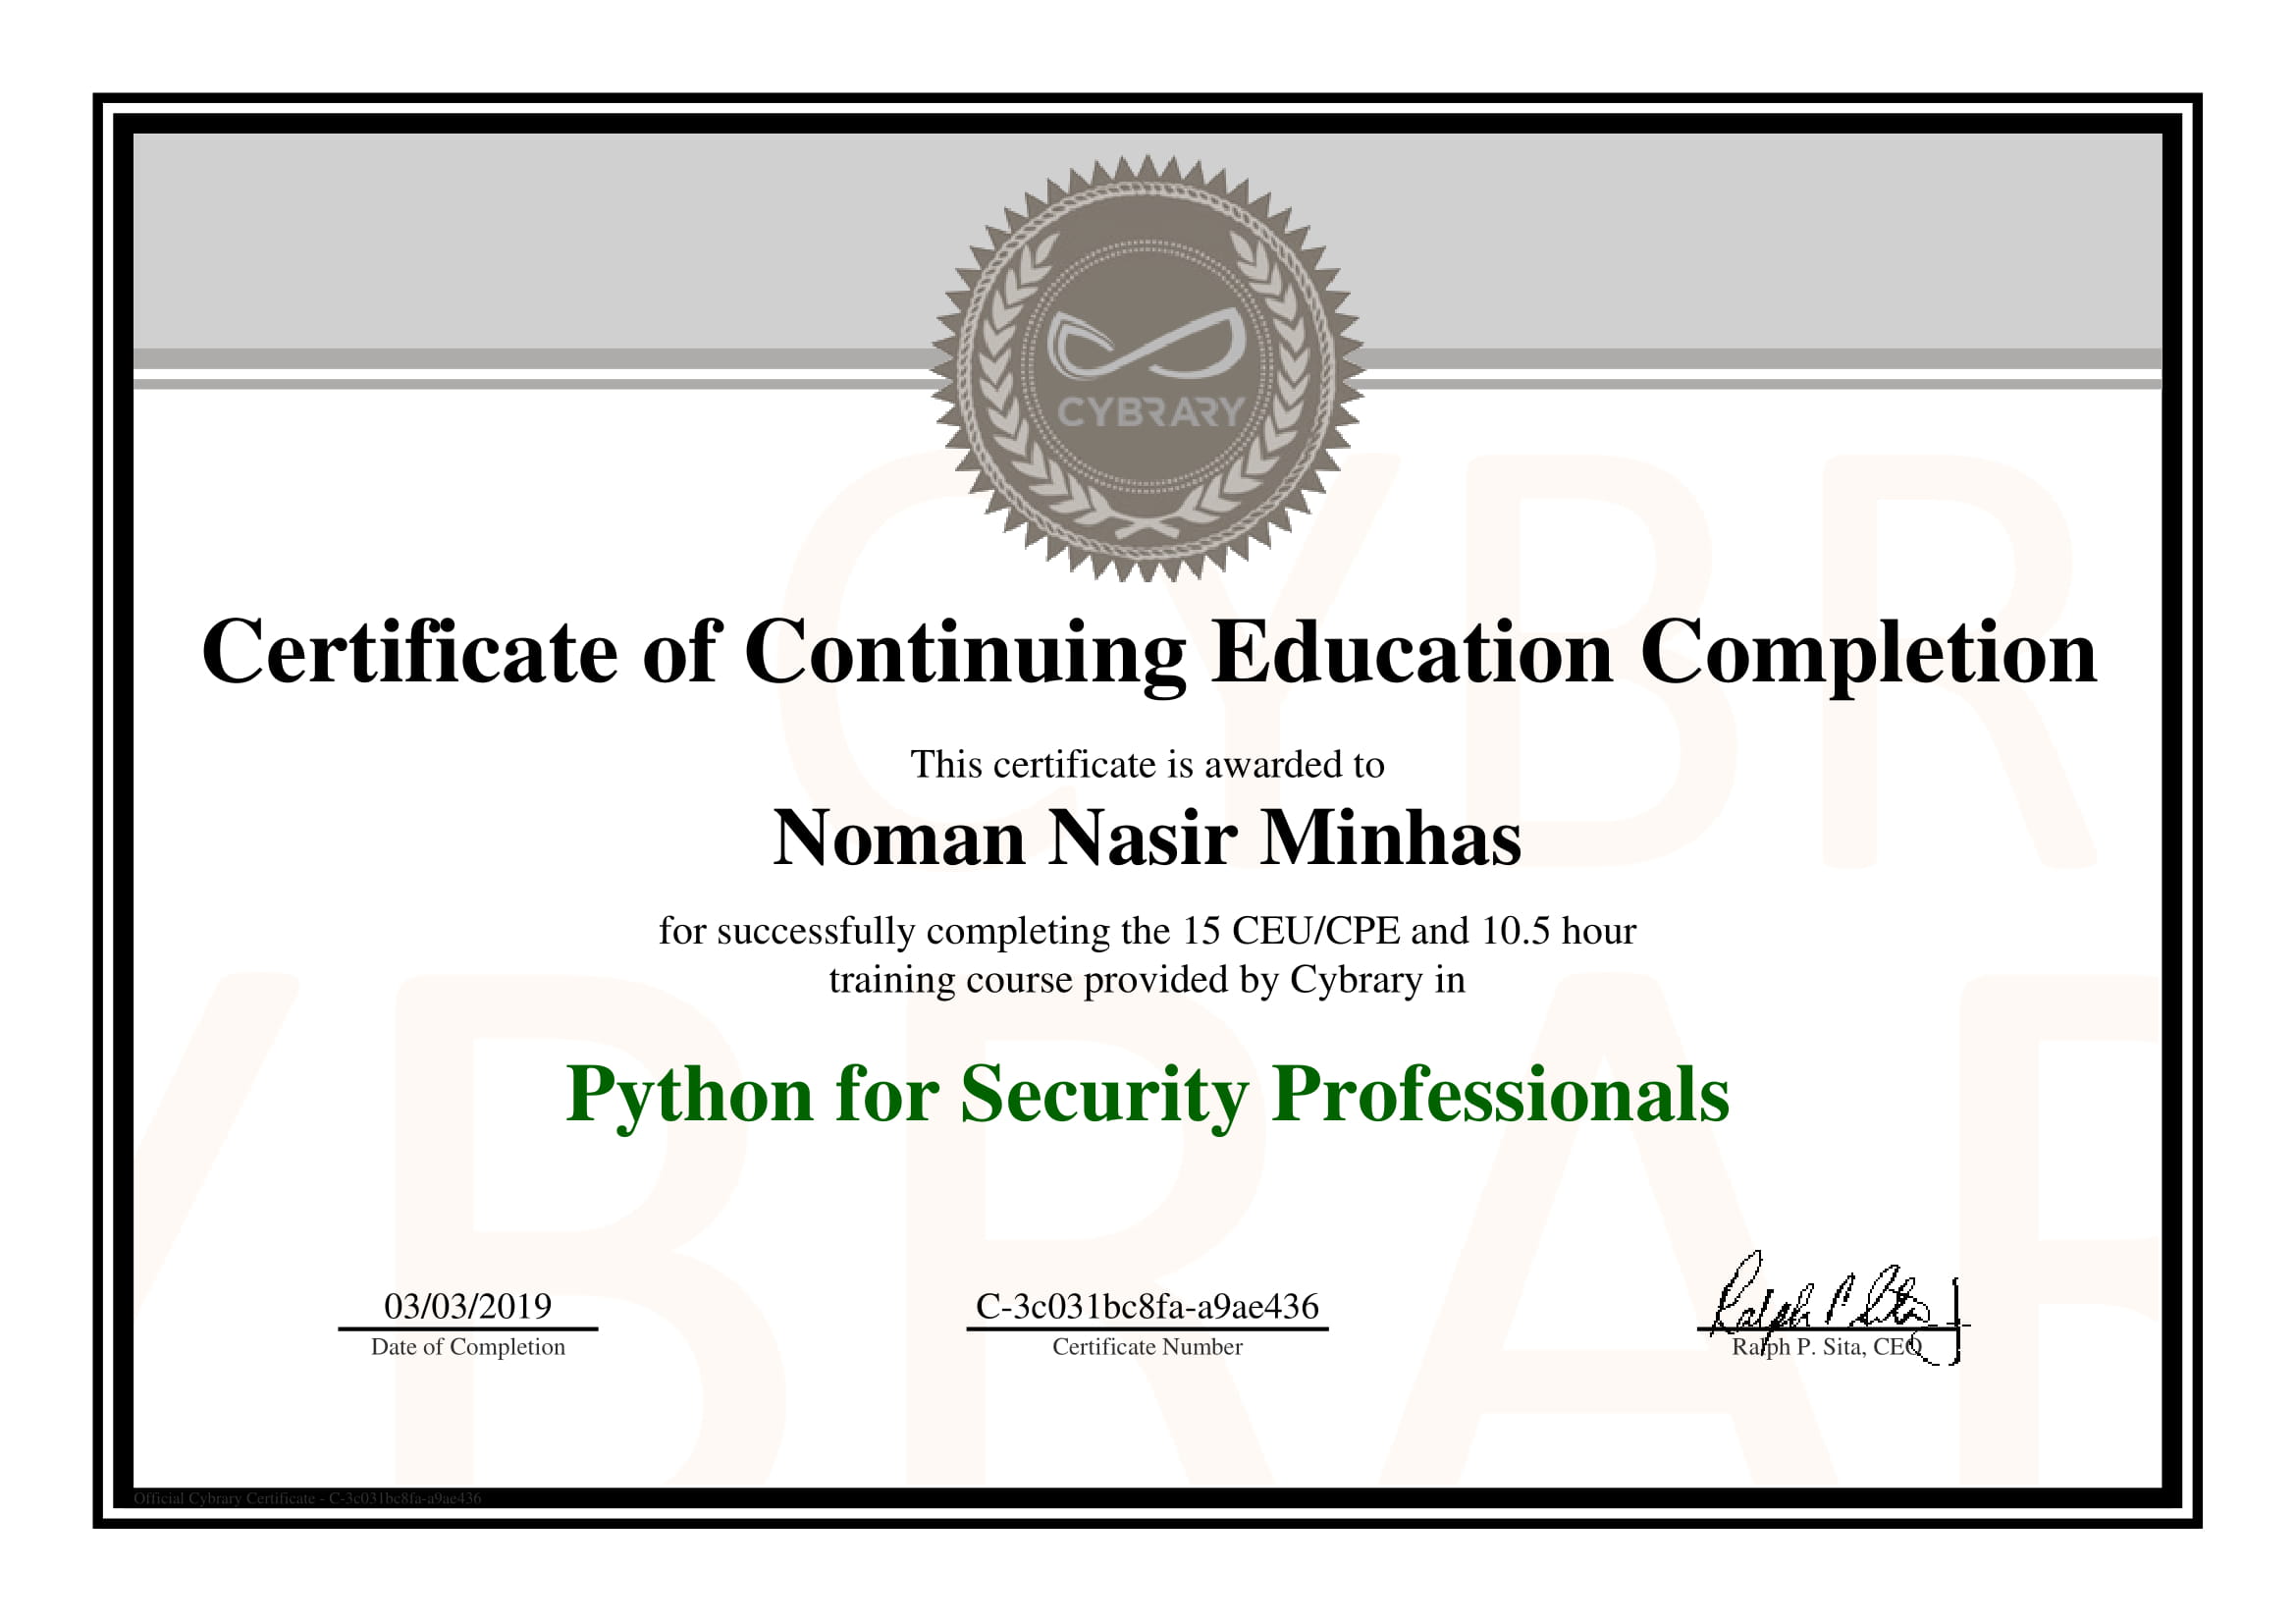 CYBRARY
Certificate of Continuing Education Completion
This certificate is awarded to
Noman Nasir Minhas
for successfully completing the 15 CEU/CPE and 10.5 hour
training course provided by Cybrary in
Python for Security Professionals
03/03/2019
Date of Completion
C-3c031bc8fa-a9ae436
Certificate Number
Ralph P. Sita, CEO
Official Cybrary Certificate - C-3c031bc8fa-a9ae436